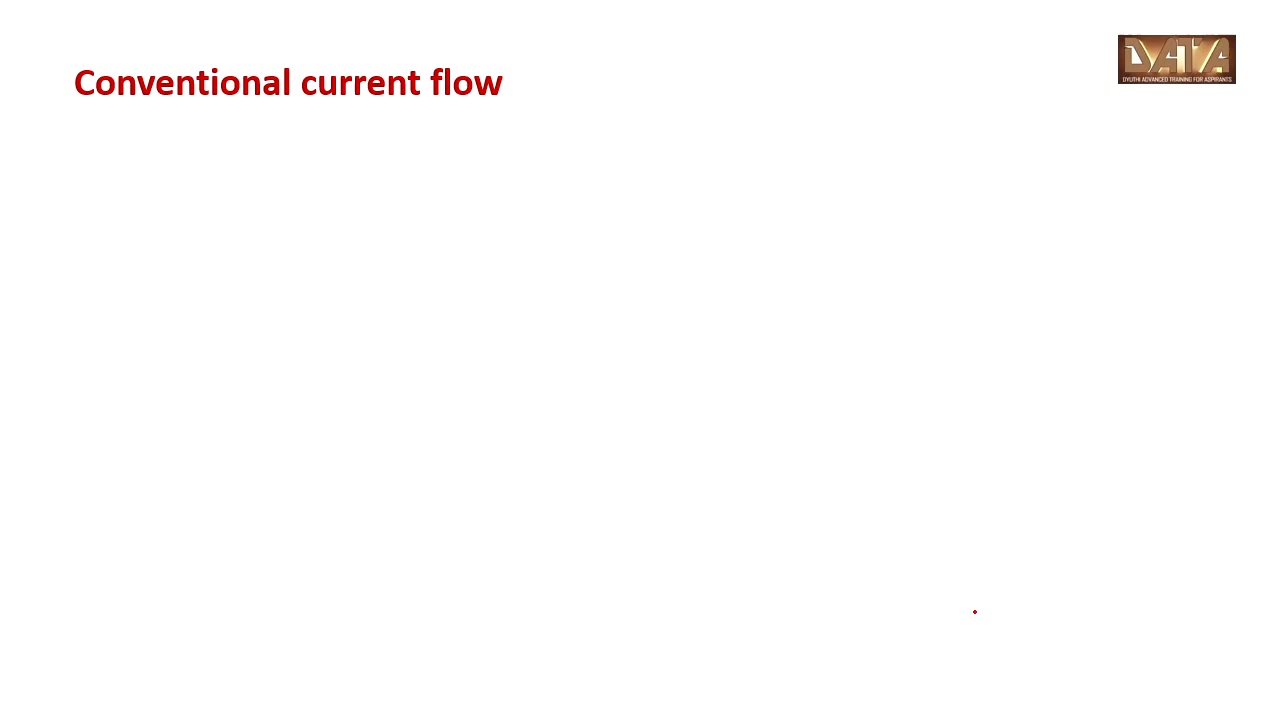 Conventional current flow
DATA
DYUTHI ADVANCED TRAINING FOR ASPIRANTS